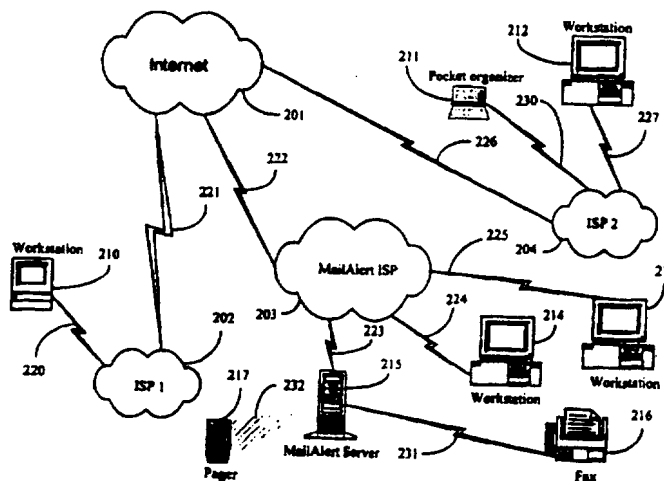 212
Workstation
Internet
211
Pocket organizer
201
230
227
222
226
221
ISP 2
204
Workstation
225
210
MailAlert ISP
203
224
202
223
214
220
215
ISP 1
217
232
Workstation
Workstation
216
MailAlert Server
231
Pager
Fax